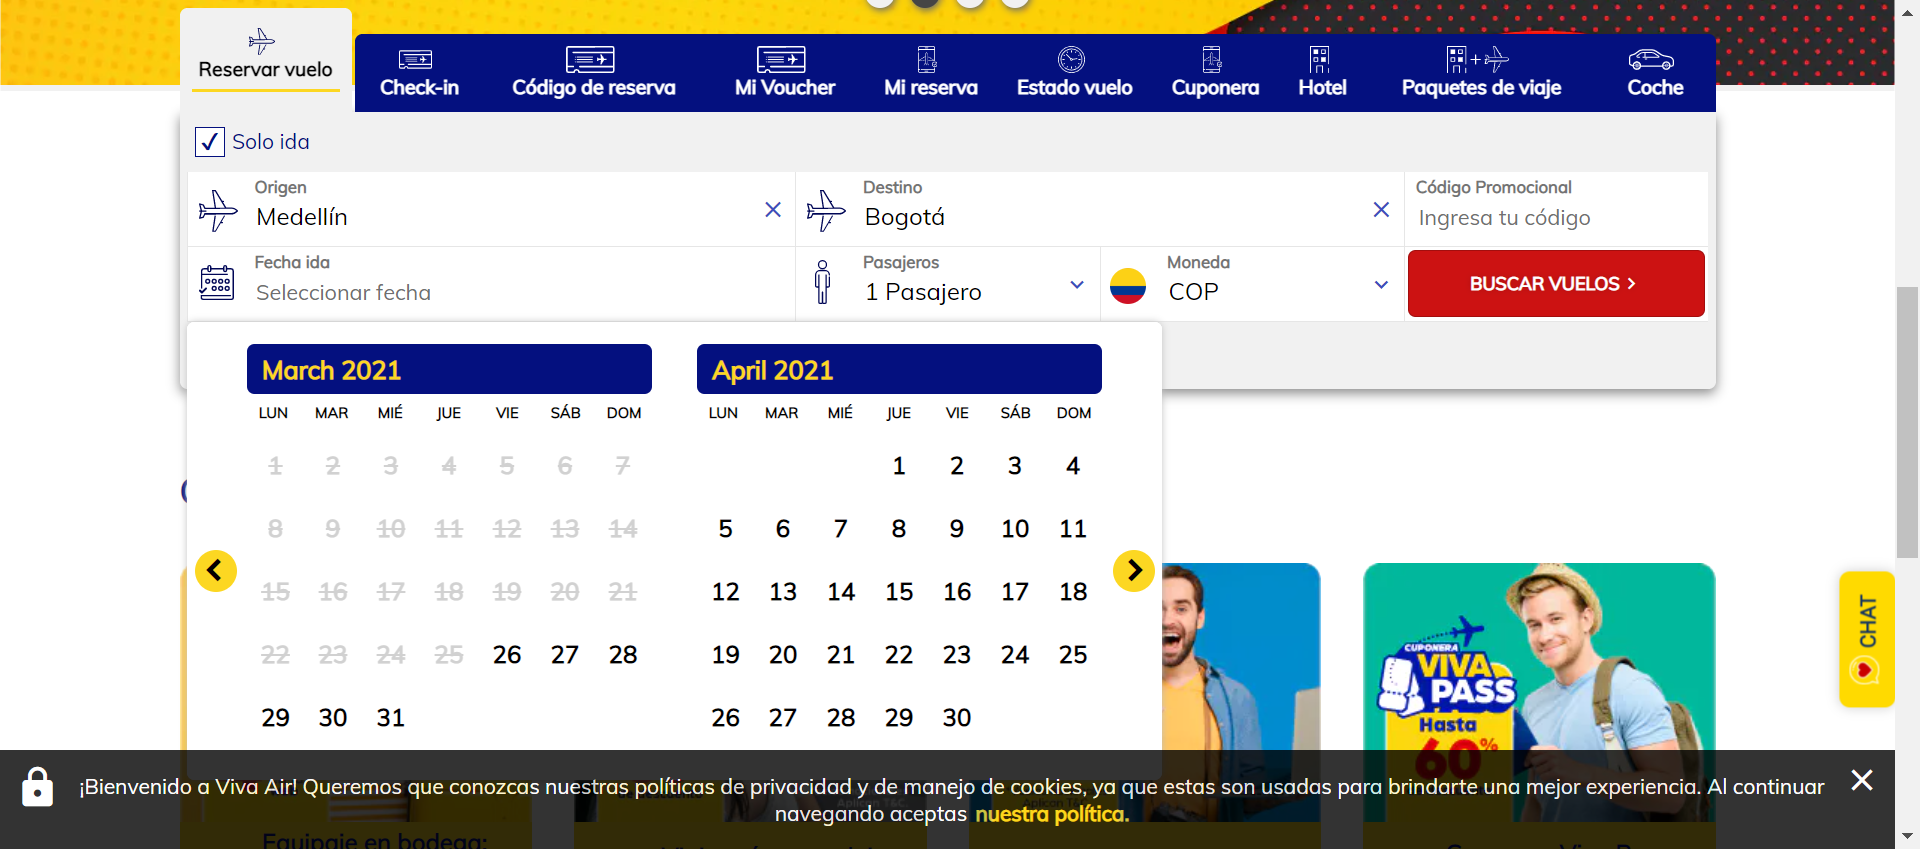 Reservar vuelo
Check-in
Código de reserva
Mi Voucher
Mi reserva
Estado vuelo
Cuponera
Hotel
Paquetes de viaje
Coche
Solo ida
Origen
Medellín
Destino
Bogotá
Código Promocional
Ingresa tu código
Fecha ida
Seleccionar fecha
Pasajeros
1 Pasajero
Moneda
COP
BUSCAR VUELOS
March 2021
LUN MAR MIÉ JUE VIE SÁB DOM
1 2 3 4 5 6 7
8 9 10 11 12 13 14
15 16 17 18 19 20 21
22 23 24 25 26 27 28
29 30 31
April 2021
LUN MAR MIÉ JUE VIE SÁB DOM
1 2 3 4
5 6 7 8 9 10 11
12 13 14 15 16 17 18
19 20 21 22 23 24 25
26 27 28 29 30
CUPONERA
VIVA
PASS
Hasta
60%
CHAT
¡Bienvenido a Viva Air! Queremos que conozcas nuestras políticas de privacidad y de manejo de cookies, ya que estas son usadas para brindarte una mejor experiencia. Al continuar
navegando aceptas nuestra política.
Equipaje en bodega: